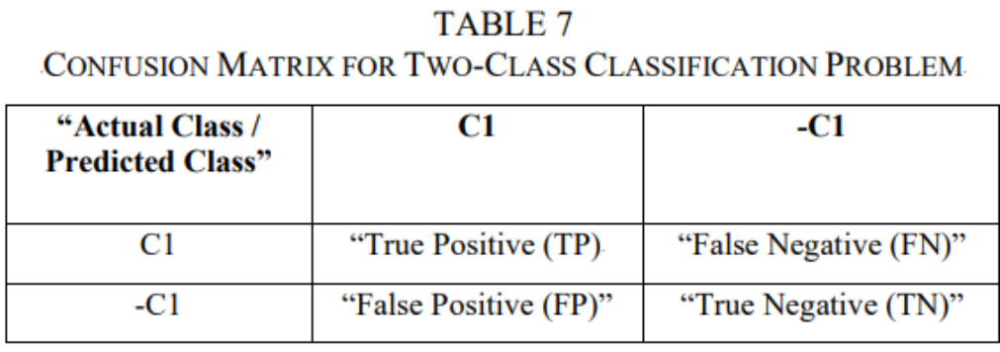 TABLE 7
CONFUSION MATRIX FOR TWO-CLASS CLASSIFICATION PROBLEM
“Actual Class / Predicted Class” C1 -C1
C1 “True Positive (TP) “False Negative (FN)”
-C1 “False Positive (FP)” “True Negative (TN)”